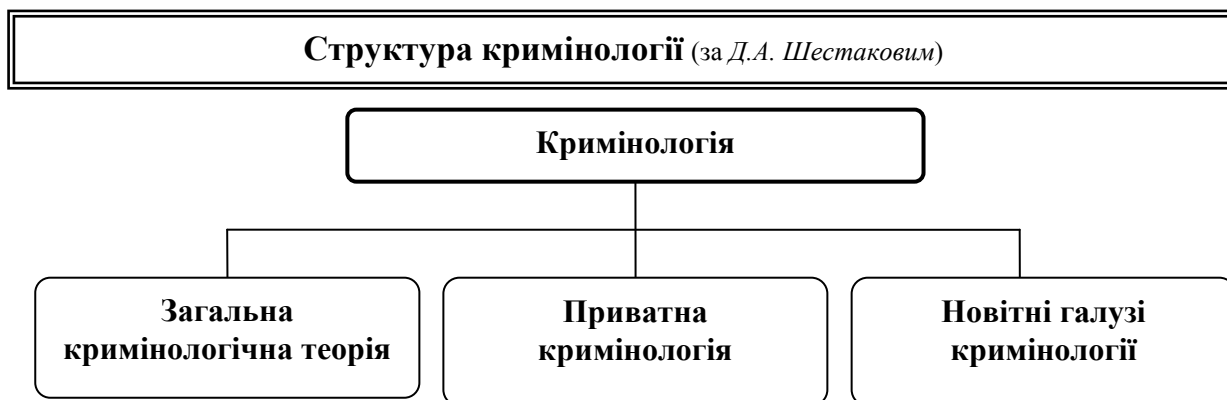 Структура кримінології (за Д.А. Шестаковим)
Кримінологія
Загальна
кримінологічна теорія
Приватна
кримінологія
Новітні галузі
кримінології